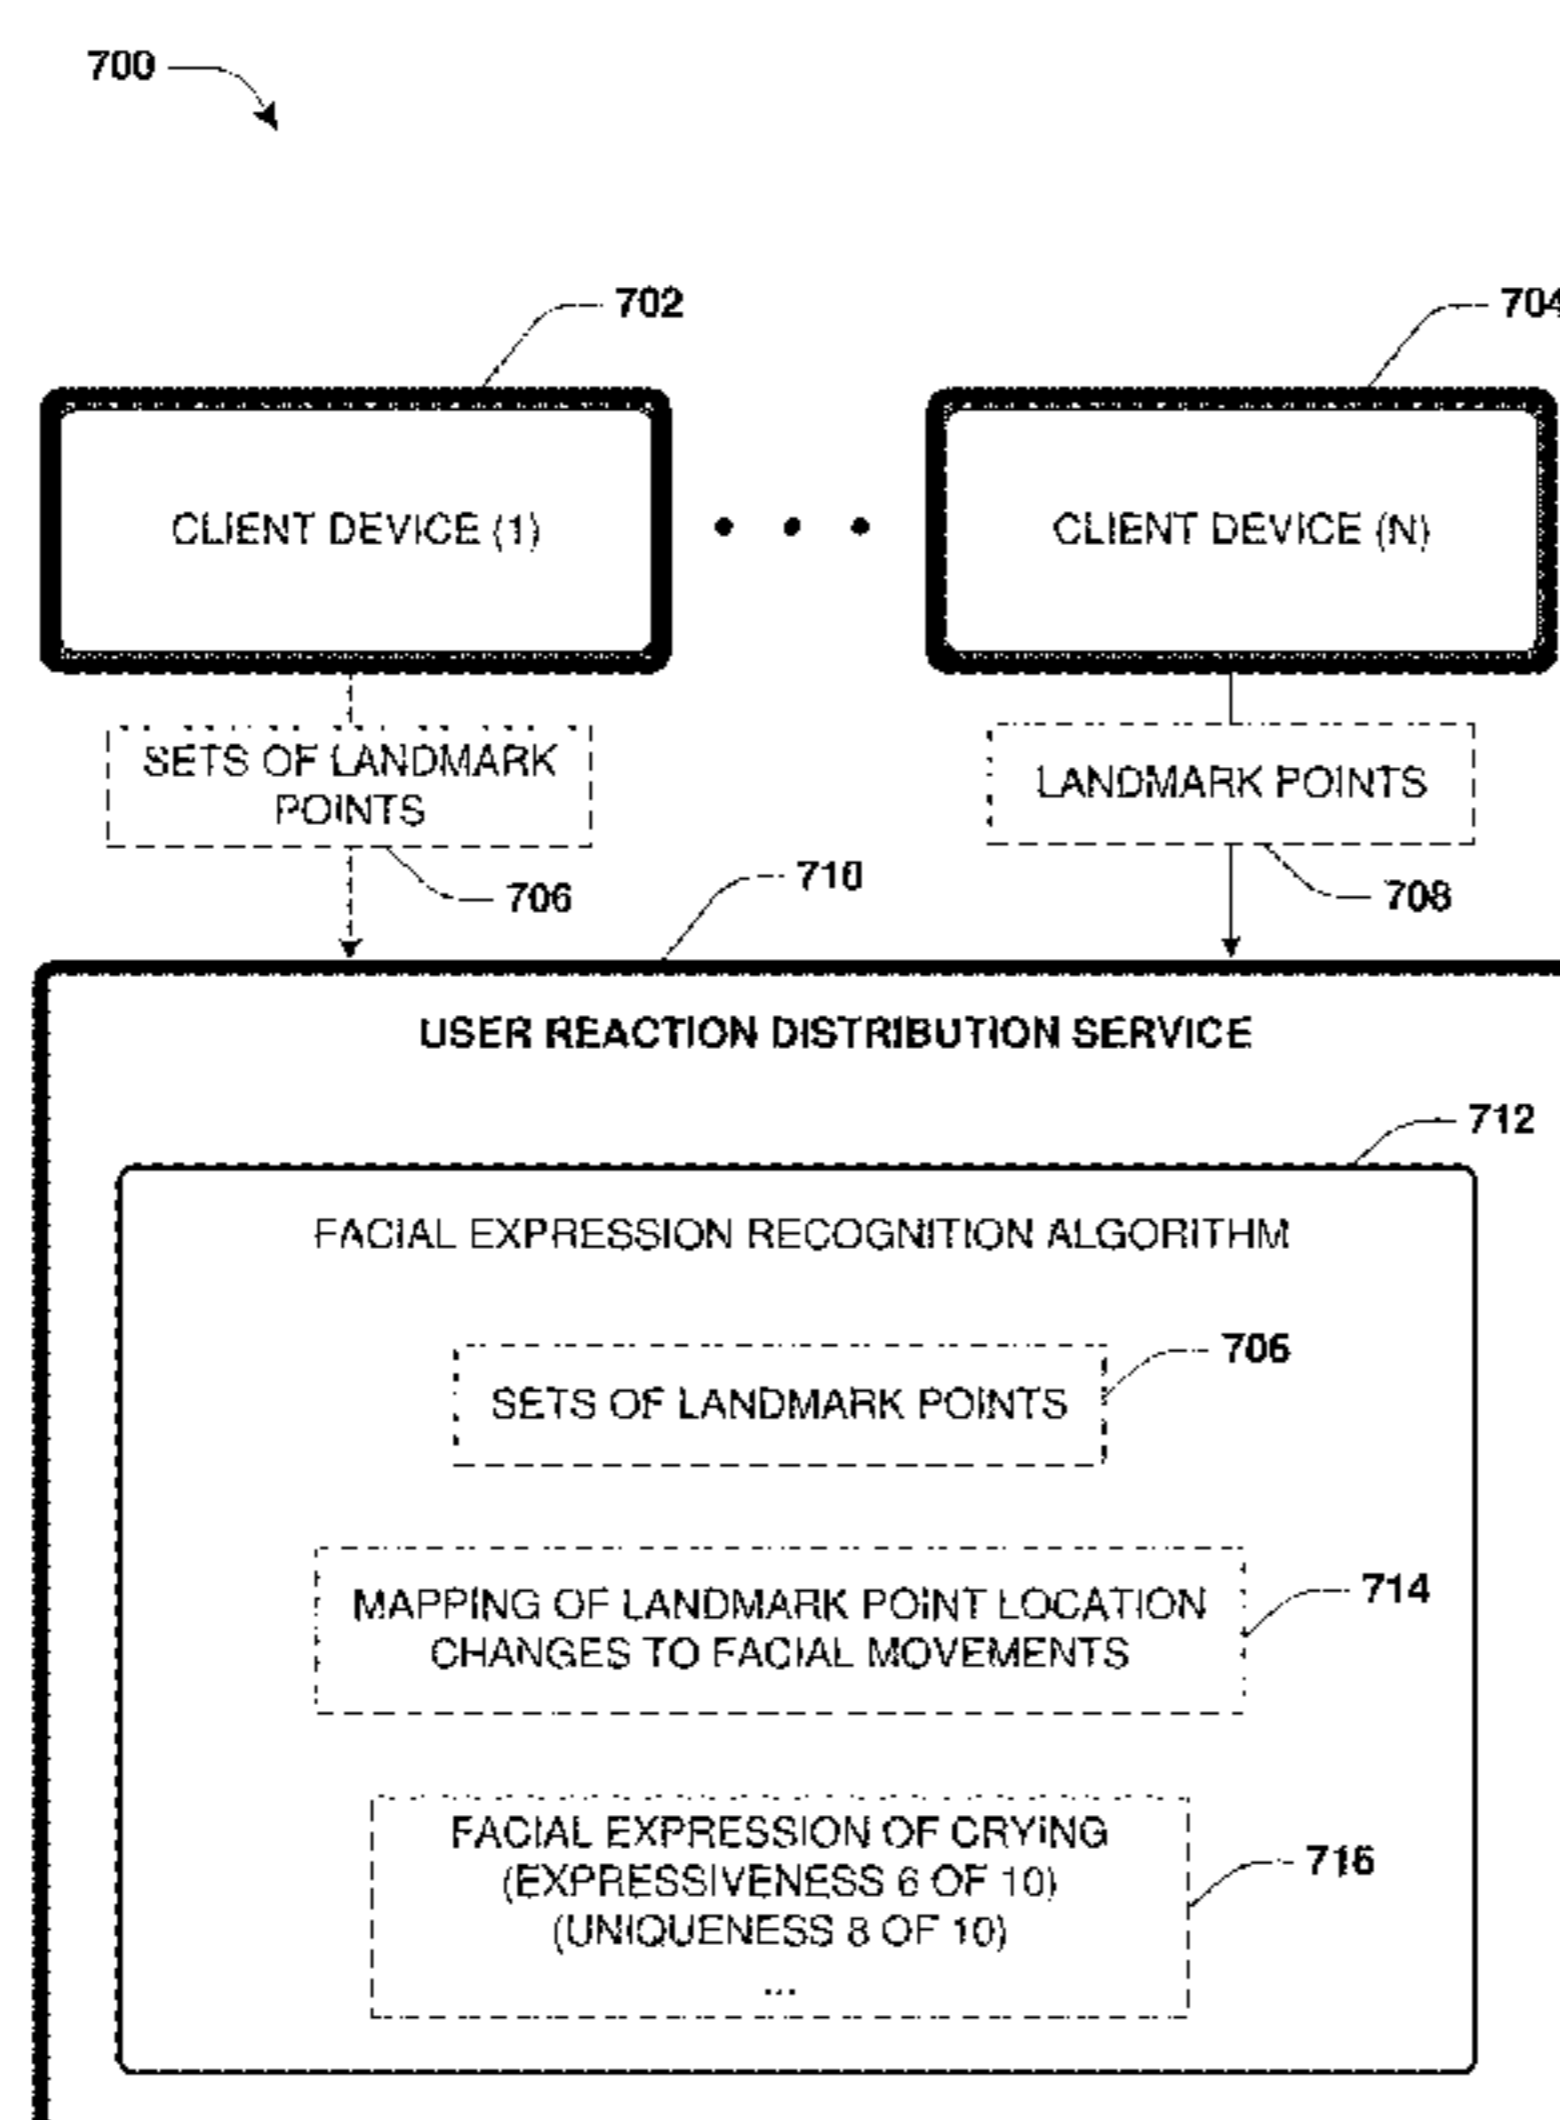 700
702
704
CLIENT DEVICE (1)
CLIENT DEVICE (N)
SETS OF LANDMARK
POINTS
LANDMARK POINTS
706
710
708
USER REACTION DISTRIBUTION SERVICE
712
FACIAL EXPRESSION RECOGNITION ALGORITHM
706
SETS OF LANDMARK POINTS
MAPPING OF LANDMARK POINT LOCATION
CHANGES TO FACIAL MOVEMENTS
714
FACIAL EXPRESSION OF CRYING
(EXPRESSIVENESS 6 OF 10)
(UNIQUENESS 8 OF 10)
...
716